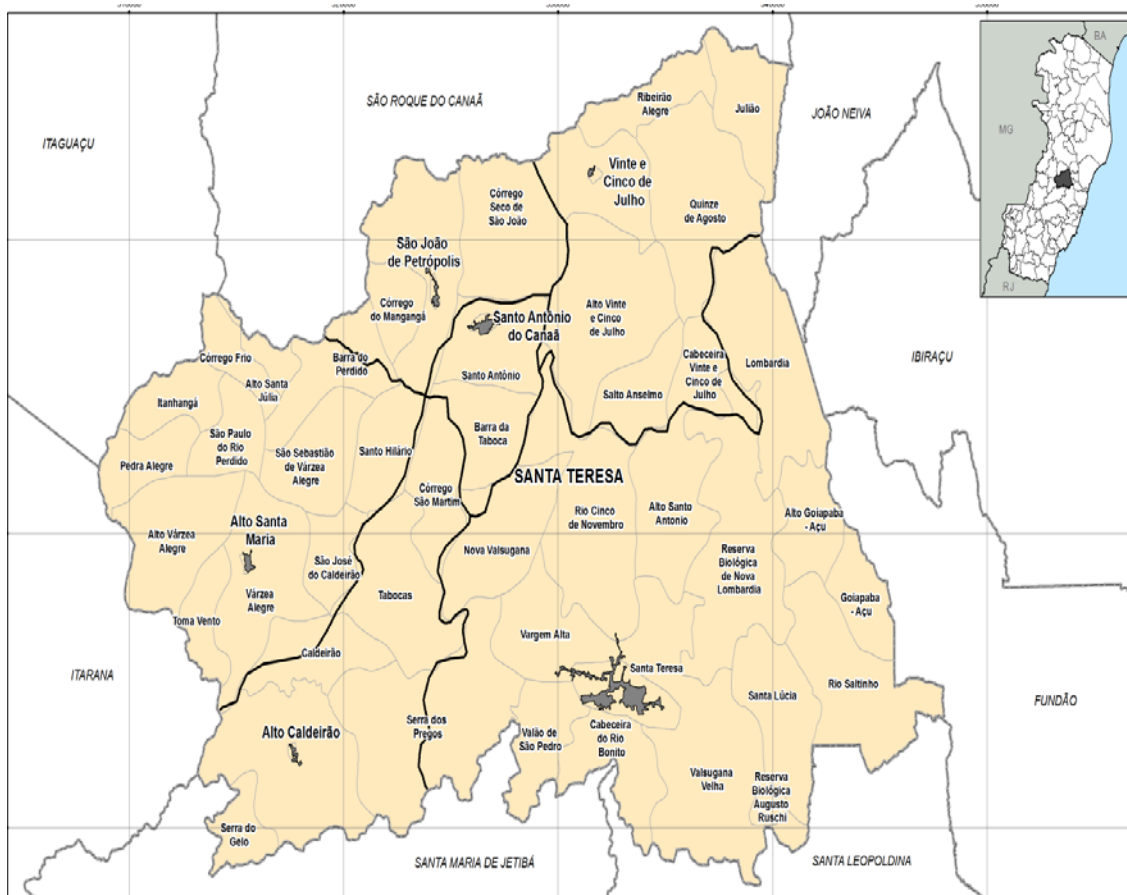 SÃO ROQUE DO CANAÃ
ITAGUAÇU
JOÃO NEIVA
BA
MG
RJ
Ribeirão
Alegre
Julião
Vinte e
Cinco de
Julho
Córrego
Seco de
São João
Quinze
de Agosto
São João
de Petrópolis
Córrego
do Mangangá
Santo Antônio
do Canaã
Alto Vinte
e Cinco
de Julho
IBIRAÇU
Córrego Frio
Barra do
Perdido
Alto Santa
Júlia
Santo Antônio
Cabeceira
Vinte e
Cinco de
Julho
Lombardia
Itanhangá
Salto Anselmo
São Paulo
do Rio
Perdido
Barra da
Taboca
Pedra Alegre
São Sebastião
de Várzea
Alegre
Santo Hilário
SANTA TERESA
Córrego
São Martim
Rio Cinco
de Novembro
Alto Santo
Antonio
Alto Goiapaba
- Açu
Alto Santa
Maria
Alto Várzea
Alegre
Nova Valsugana
Reserva
Biológica
de Nova
Lombardia
São José
do Caldeirão
Várzea
Alegre
Tabocas
Goiapaba
- Açu
Toma Vento
Vargem Alta
Caldeirão
Santa Teresa
ITARANA
Rio Saltinho
Santa Lúcia
FUNDÃO
Alto Caldeirão
Serra dos
Pregos
Valão de
São Pedro
Cabeceira
do Rio
Bonito
Valsugana
Velha
Reserva
Biológica
Augusto
Ruschi
Serra do
Gelo
SANTA MARIA DE JETIBÁ
SANTA LEOPOLDINA